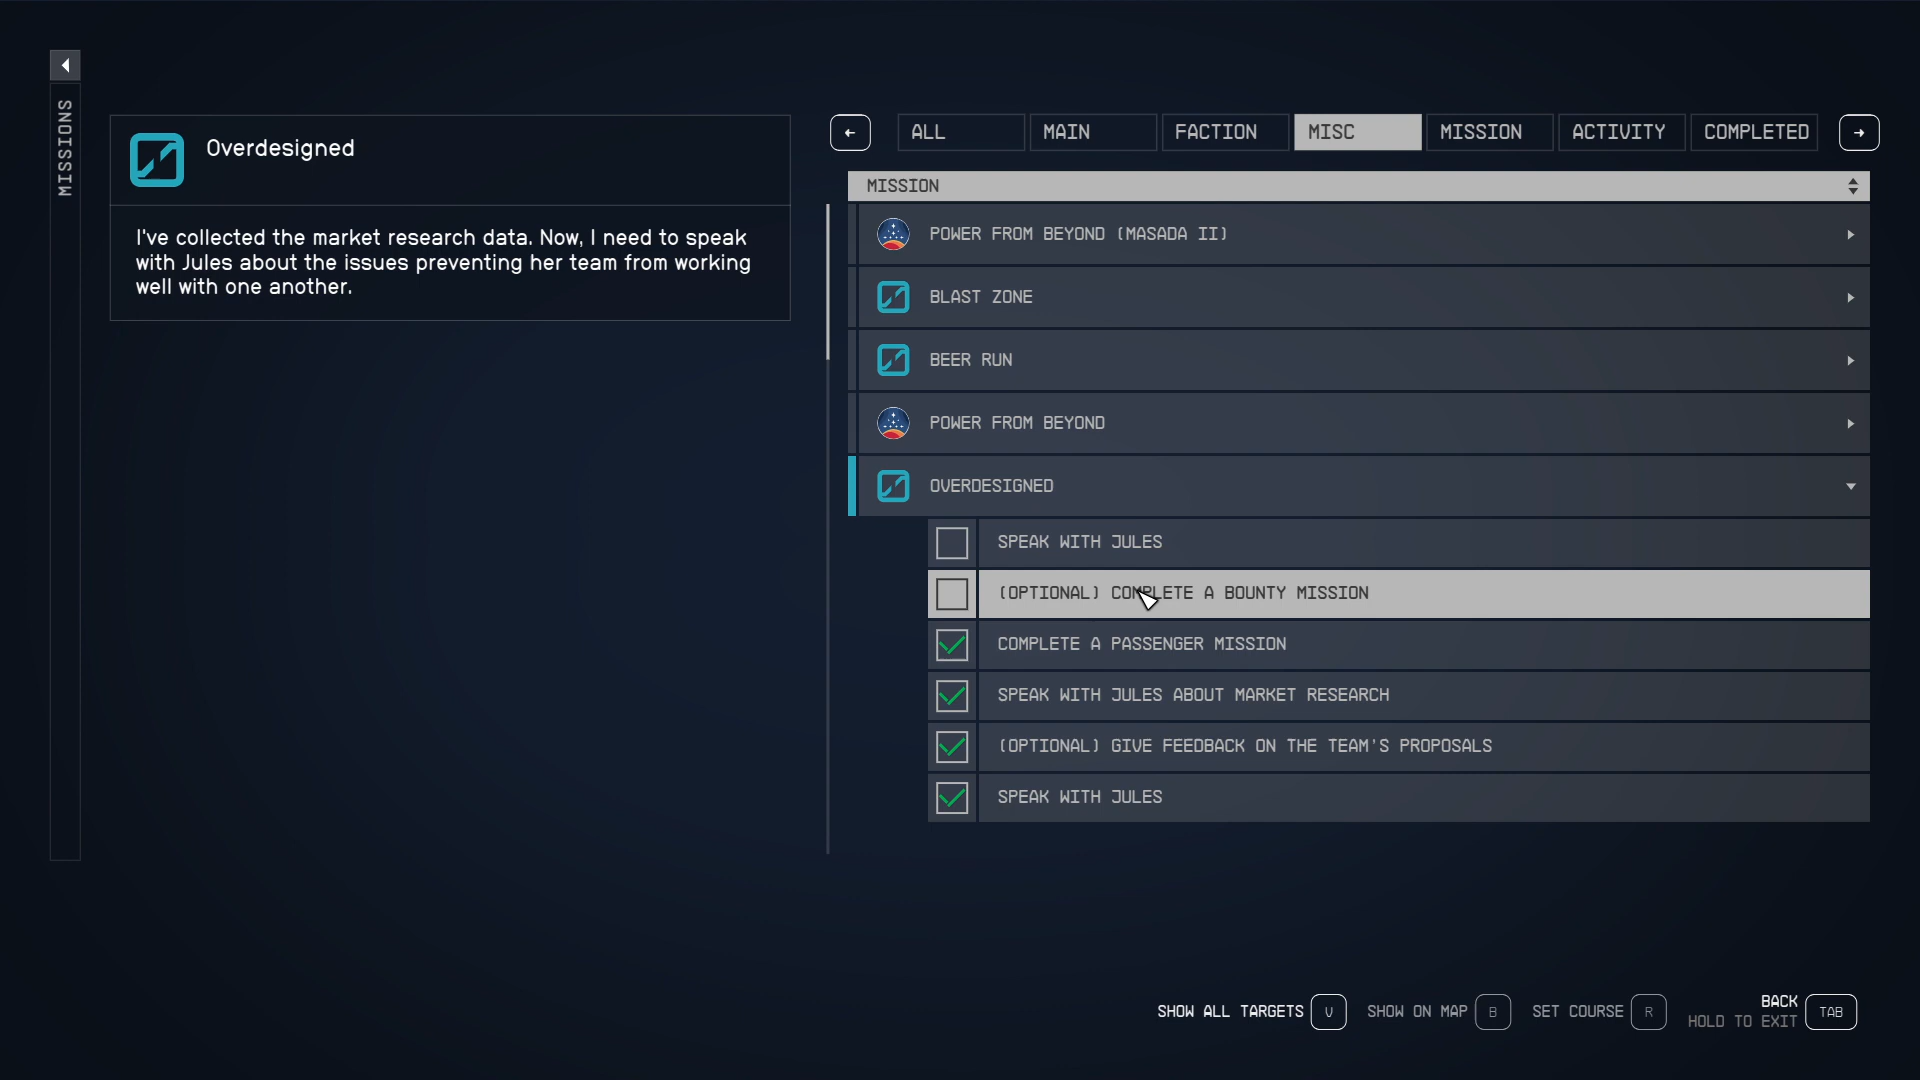 MISSIONS
Overdesigned
I've collected the market research data. Now, I need to speak
with Jules about the issues preventing her team from working
well with one another.
ALL
MAIN
FACTION
MISC
MISSION
ACTIVITY
COMPLETED
MISSION
POWER FROM BEYOND (MASADA II)
BLAST ZONE
BEER RUN
POWER FROM BEYOND
OVERDESIGNED
SPEAK WITH JULES
(OPTIONAL) COMPLETE A BOUNTY MISSION
COMPLETE A PASSENGER MISSION
SPEAK WITH JULES ABOUT MARKET RESEARCH
(OPTIONAL) GIVE FEEDBACK ON THE TEAM'S PROPOSALS
SPEAK WITH JULES
SHOW ALL TARGETS V
SHOW ON MAP B
SET COURSE R
BACK
HOLD TO EXIT
TAB